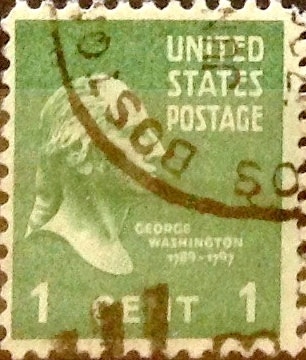 UNITED
STATES
POSTAGE
GEORGE
WASHINGTON
1789-1797
1 CENT 1